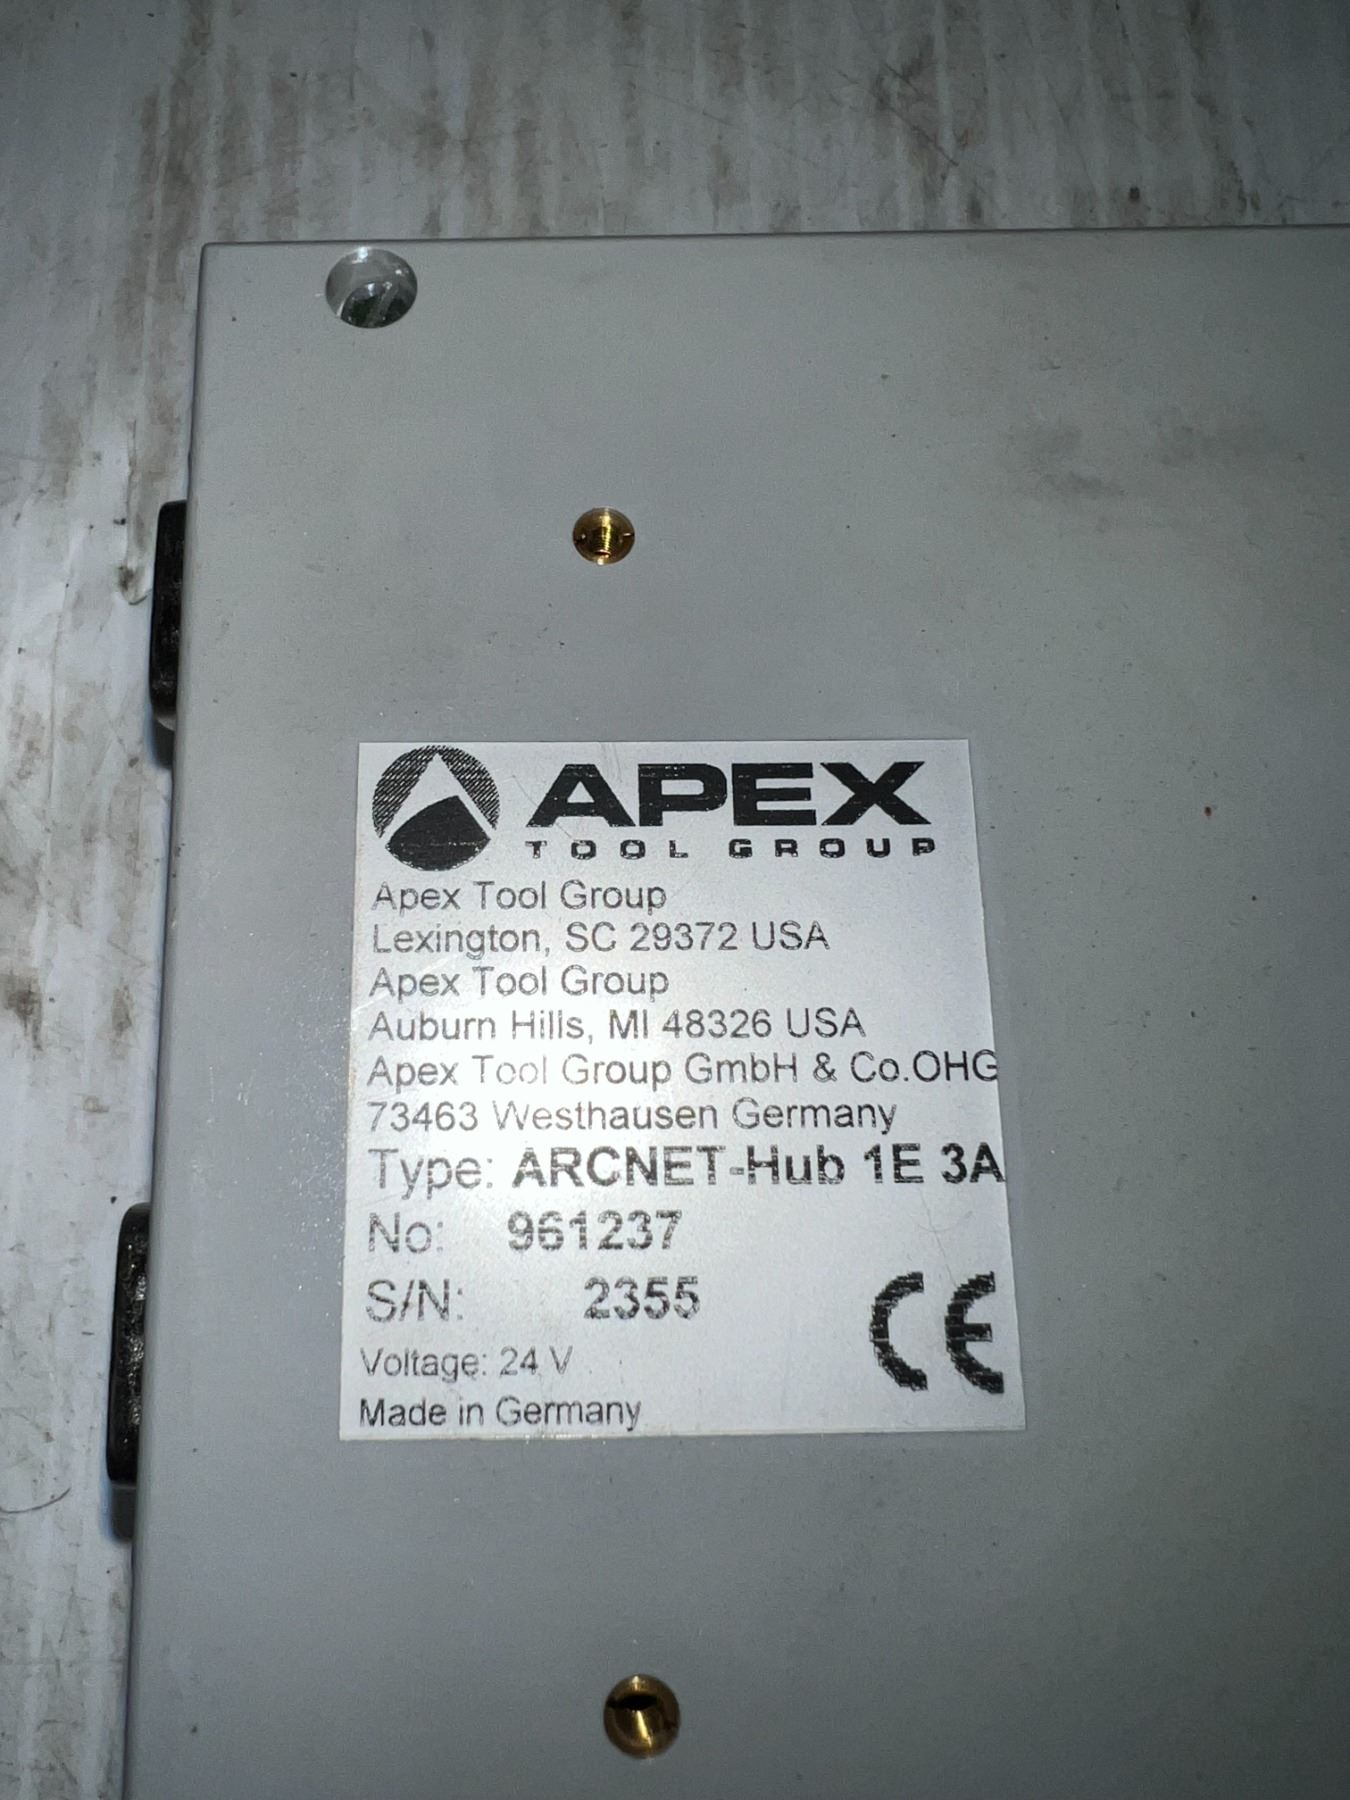 APEX
TOOL GROUP
Apex Tool Group
Lexington, SC 29372 USA
Apex Tool Group
Auburn Hills, MI 48326 USA
Apex Tool Group GmbH & Co.OHG
73463 Westhausen Germany
Type: ARCNET-Hub 1E 3A
No: 961237
S/N: 2355
Voltage: 24 V CE
Made in Germany